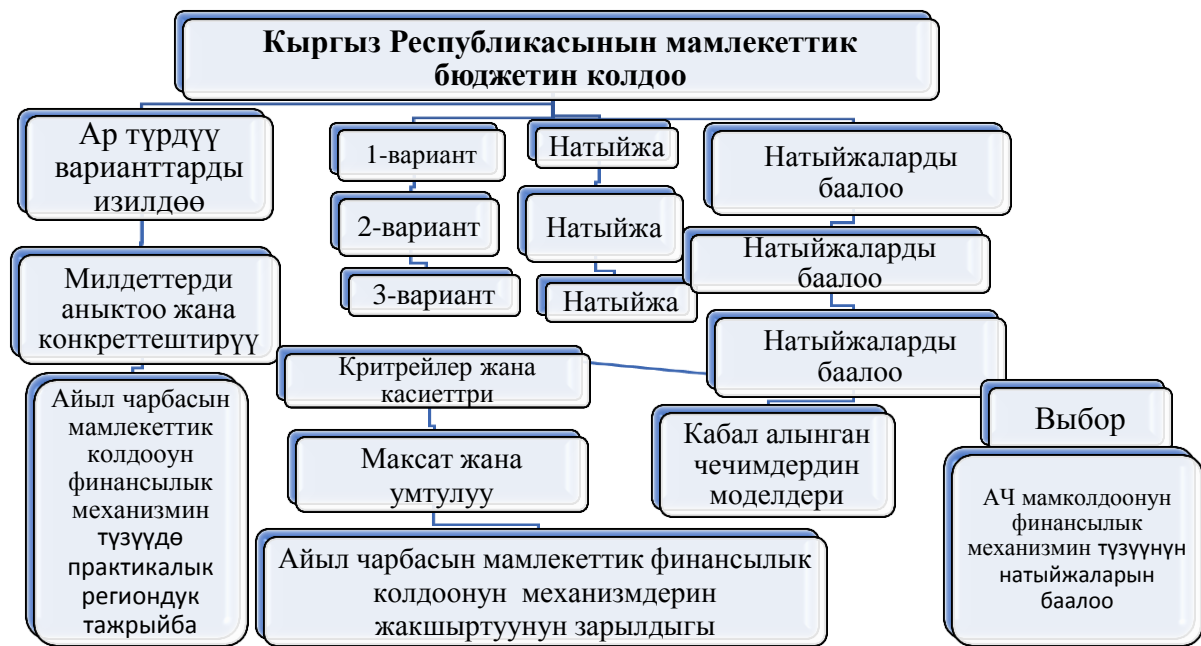 Кыргыз Республикасынын мамлекеттик
бюджетин колдоо
Ар түрдүү
варианттарды
изилдөө
1-вариант
Натыйжа
Натыйжаларды
баалоо
2-вариант
Натыйжа
Натыйжаларды
баалоо
3-вариант
Натыйжа
Милдеттерди
аныктоо жана
конкреттештирүү
Натыйжаларды
баалоо
Критрейлер жана
касиеттри
Айыл чарбасын
мамлекеттик
колдооун
финансылык
механизмин
түзүүдө
практикалык
региондук
тажрыйба
Максат жана
умтулуу
Кабал алынган
чечимдердин
моделдери
Выбор
Айыл чарбасын мамлекеттик финансылык
колдоонун механизмдерин
жакшыртуунун зарылдыгы
АЧ мамколдоонун
финансылык
механизмин түзүүнүн
натыйжаларын
баалоо